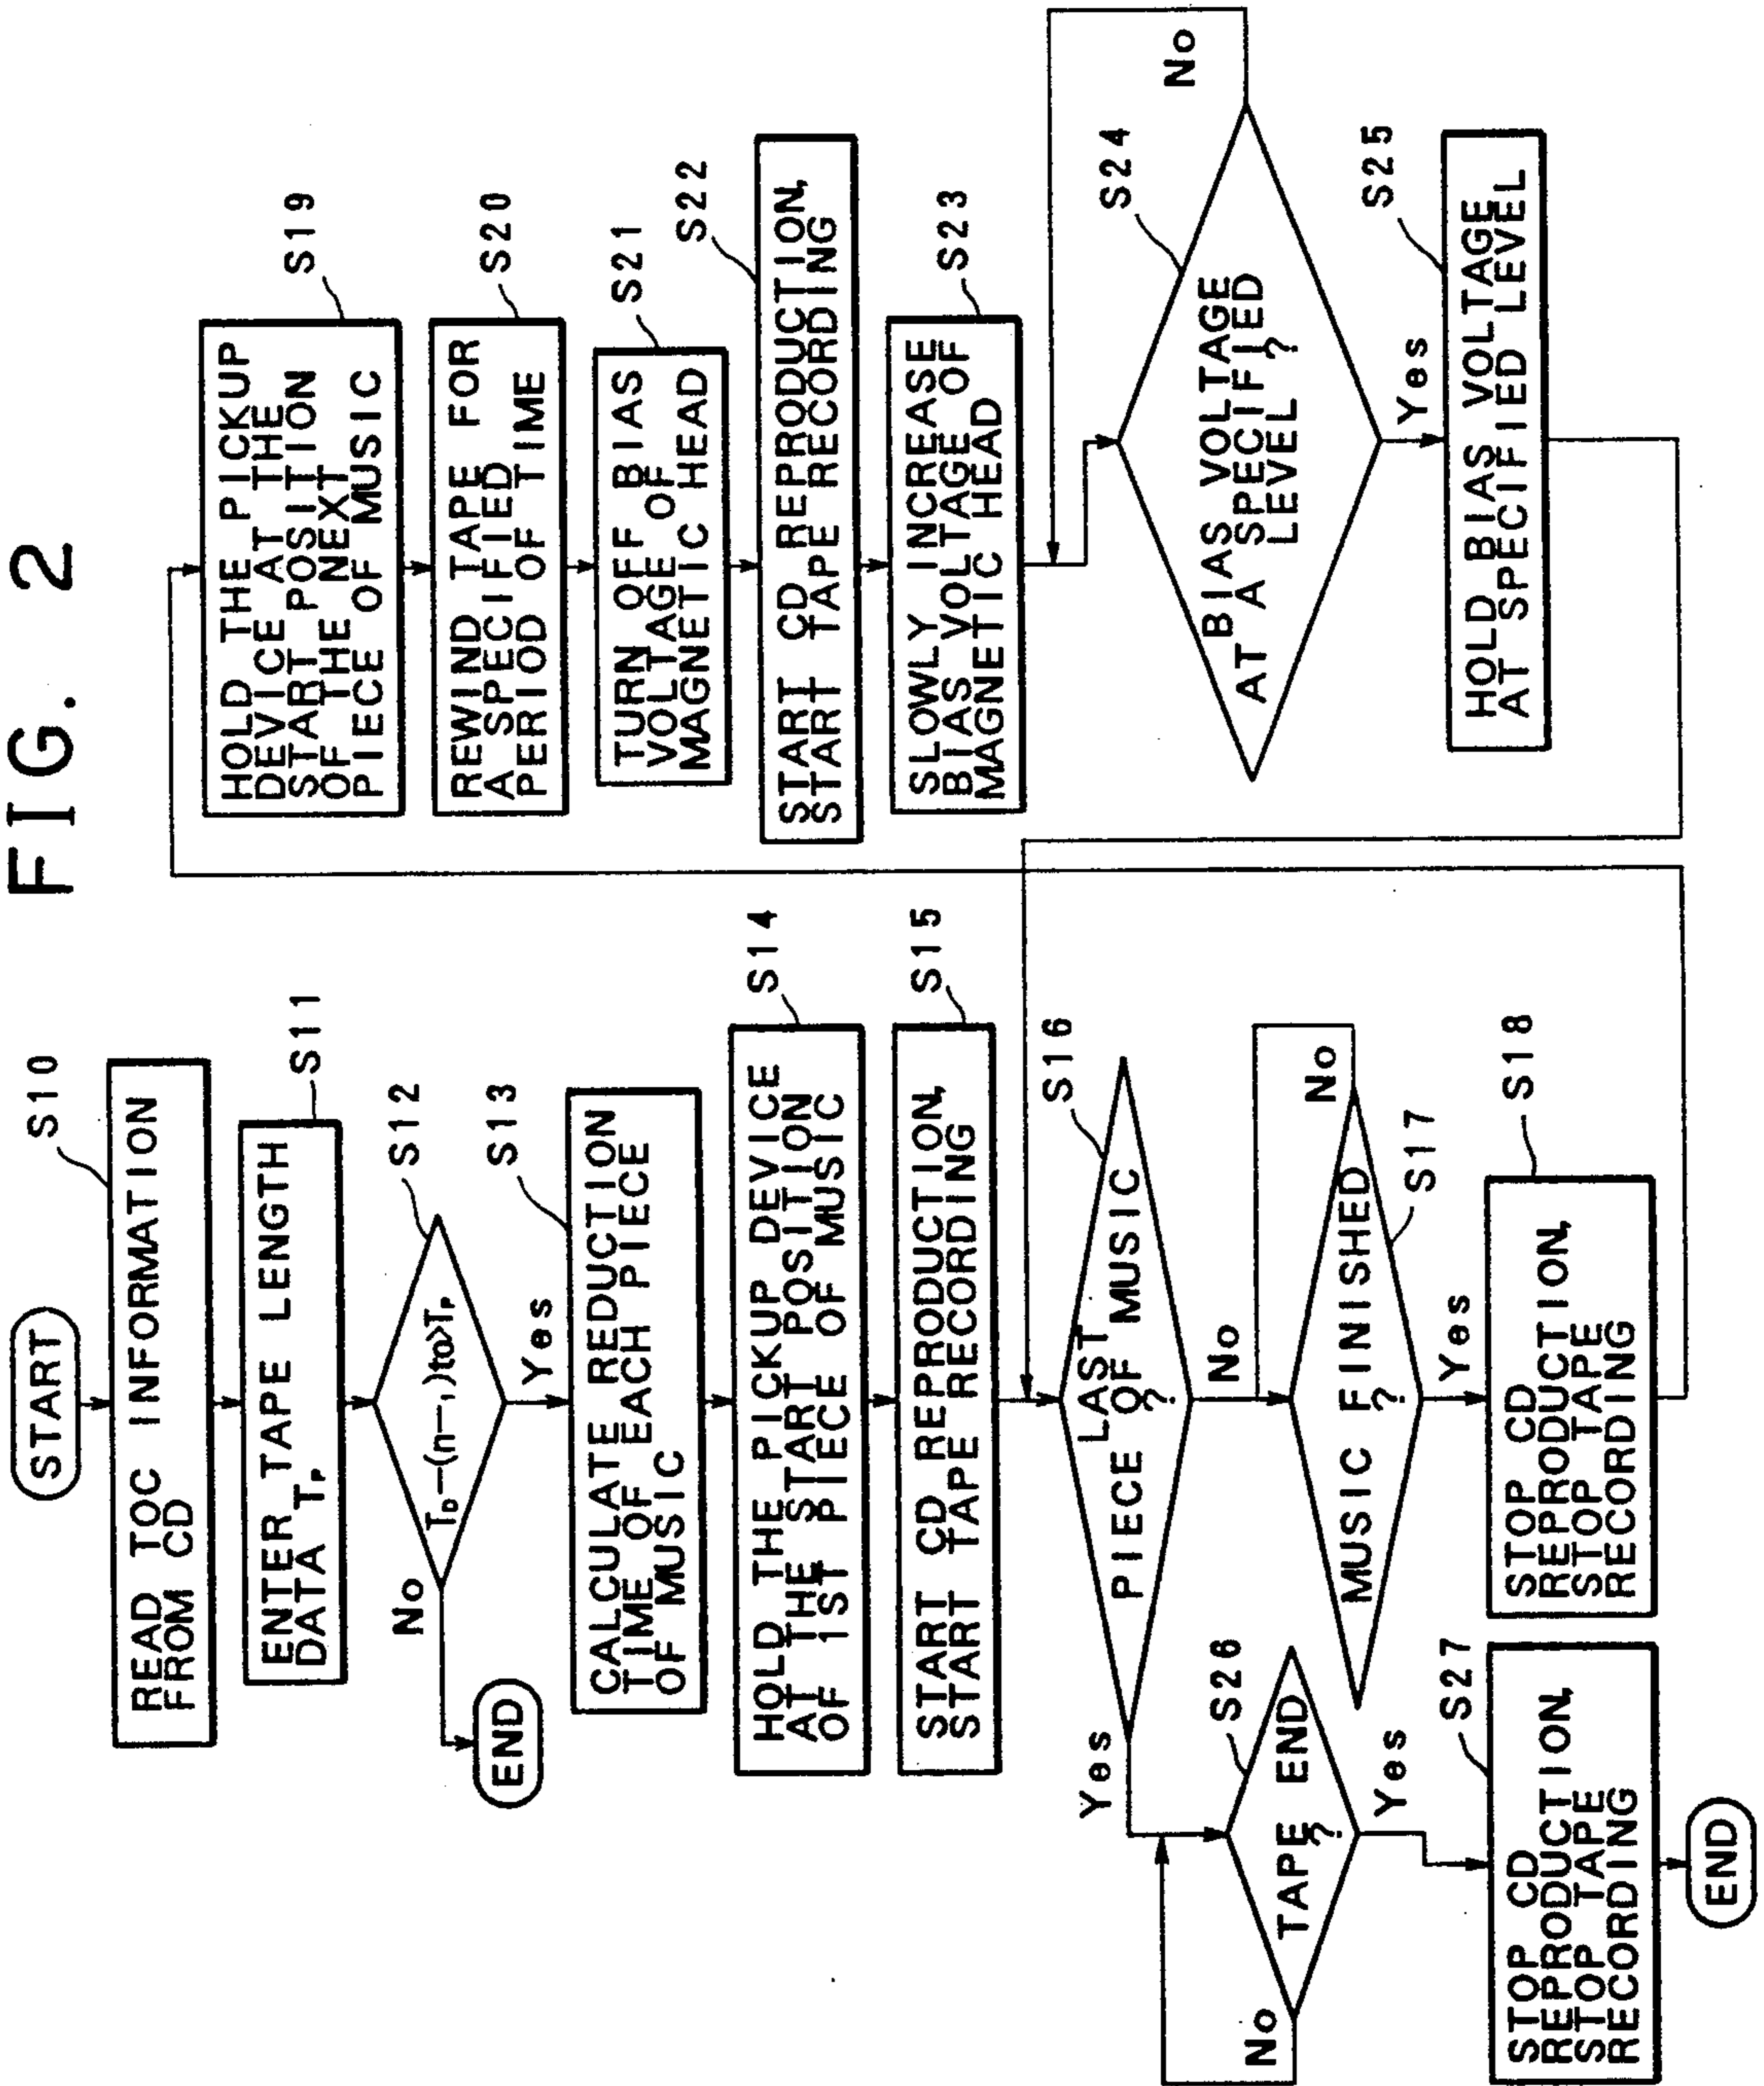 FIG. 2
START
S10
READ TOC INFORMATION
FROM CD
S11
ENTER TAPE LENGTH
DATA Tₚ
S12
T₀—(n—₁)to>Tₚ
No
END
Yes
S13
CALCULATE REDUCTION
TIME OF EACH PIECE
OF MUSIC
S14
HOLD THE PICKUP DEVICE
AT THE START POSITION
OF 1ST PIECE OF MUSIC
S15
START CD REPRODUCTION,
START TAPE RECORDING
S16
LAST
PIECE OF MUSIC
?
Yes
No
S17
MUSIC FINISHED
?
No
Yes
S18
STOP CD
REPRODUCTION,
STOP TAPE
RECORDING
S26
TAPE END
?
No
Yes
S27
STOP CD
REPRODUCTION,
STOP TAPE
RECORDING
END
S19
HOLD THE PICKUP
DEVICE AT THE
START POSITION
OF THE NEXT
PIECE OF MUSIC
S20
REWIND TAPE FOR
A SPECIFIED
PERIOD OF TIME
S21
TURN OFF BIAS
VOLTAGE OF
MAGNETIC HEAD
S22
START CD REPRODUCTION,
START TAPE RECORDING
S23
SLOWLY INCREASE
BIAS VOLTAGE OF
MAGNETIC HEAD
S24
BIAS VOLTAGE
AT A SPECIFIED
LEVEL ?
No
Yes
S25
HOLD BIAS VOLTAGE
AT SPECIFIED LEVEL